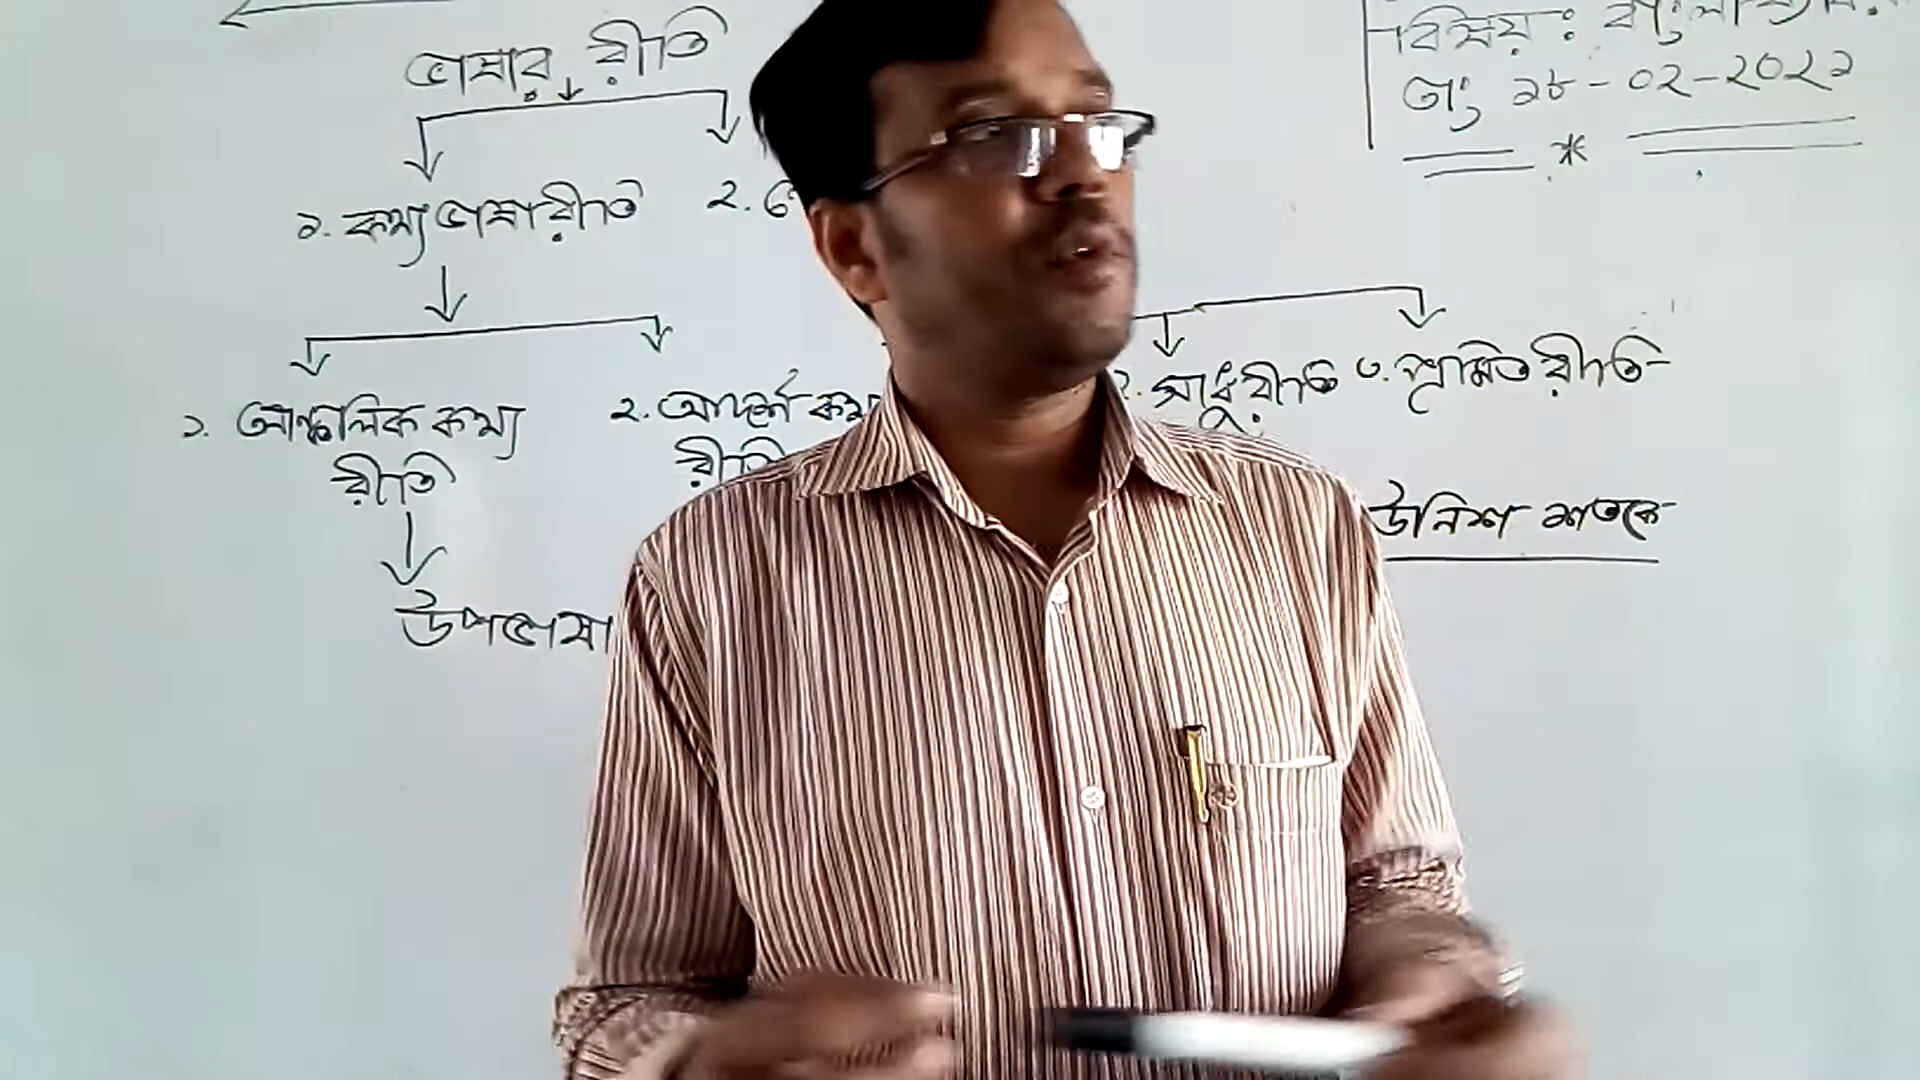 বিষয়ঃ বাংলা
তাং ২৮-০২-২০২২
ভাষার রীতি
১. কথ্য ভাষারীতি
২.
১. আঞ্চলিক কথ্য
রীতি
২. আদর্শ কথ্য
রীতি
২. সাধু রীতি
৩. প্রমিত রীতি
উনিশ শতকে
উপভাষা